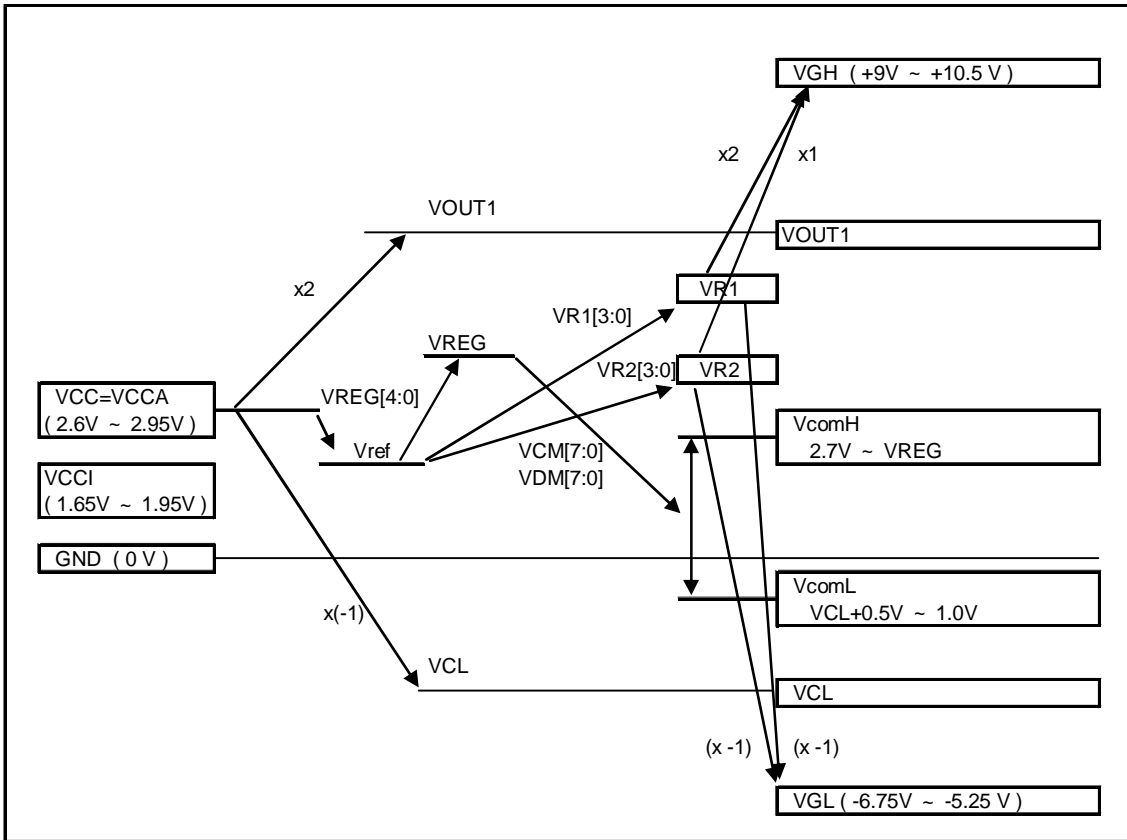 VGH ( +9V ~ +10.5 V )
x2
x1
VOUT1
VOUT1
x2
VR1
VR1[3:0]
VREG
VR2[3:0]
VR2
VCC=VCCA
( 2.6V ~ 2.95V )
VREG[4:0]
VcomH
2.7V ~ VREG
Vref
VCM[7:0]
VDM[7:0]
VCCI
( 1.65V ~ 1.95V )
GND ( 0 V )
VcomL
VCL+0.5V ~ 1.0V
x(-1)
VCL
VCL
(x -1)
(x -1)
VGL ( -6.75V ~ -5.25 V )